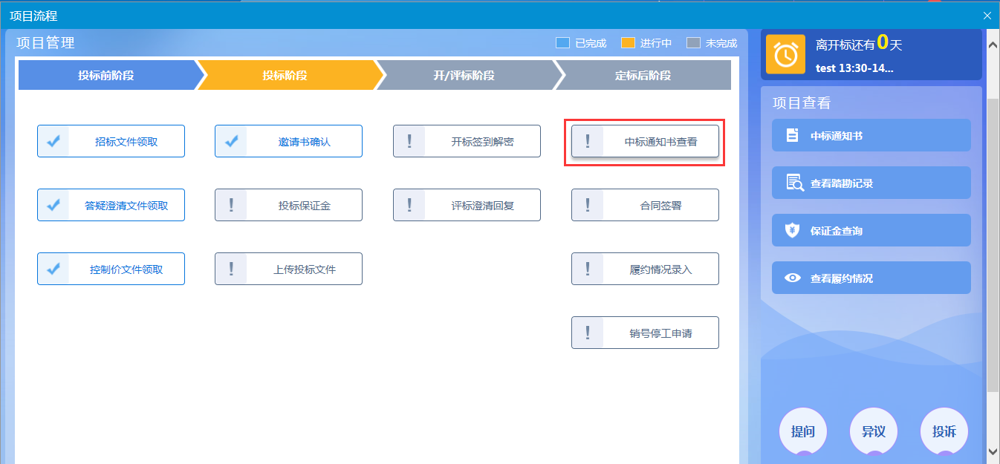 项目流程
项目管理
已完成 进行中 未完成
投标前阶段 投标阶段 开/评标阶段 定标后阶段
招标文件领取 邀请书确认 开标签到解密 中标通知书查看
答疑澄清文件领取 投标保证金 评标澄清回复 合同签署
控制价文件领取 上传投标文件 履约情况录入
销号停工申请
离开标还有0天
test 13:30-14...
项目查看
中标通知书
查看踏勘记录
保证金查询
查看履约情况
提问 异议 投诉